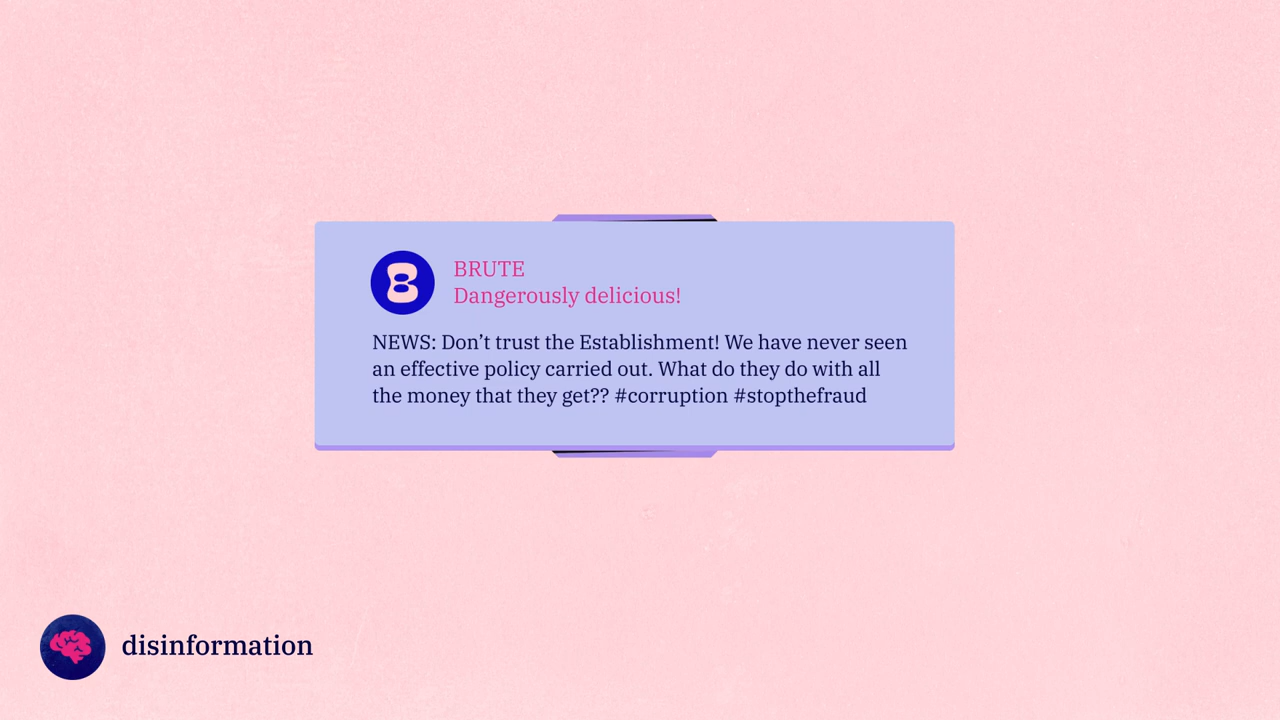 B
BRUTE
Dangerously delicious!
NEWS: Don’t trust the Establishment! We have never seen
an effective policy carried out. What do they do with all
the money that they get?? #corruption #stopthefraud
disinformation